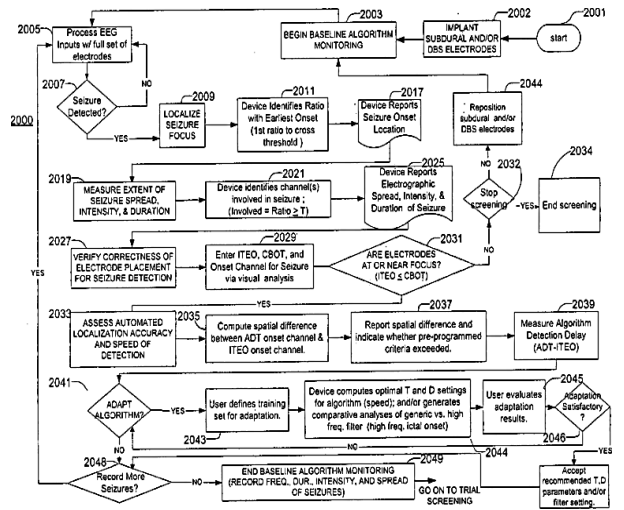 2003
2002
2001
2005
Process EEG
Inputs w/ full set of
electrodes
BEGIN BASELINE ALGORITHM
MONITORING
IMPLANT
SUBDURAL AND/OR
DBS ELECTRODES
start
NO
2007
Seizure
Detected?
YES
2000
2009
LOCALIZE
SEIZURE
FOCUS
2011
Device Identifies Ratio
with Earliest Onset
(1st ratio to cross
threshold )
2017
Device Reports
Seizure Onset
Location
2044
Reposition
subdural and/or
DBS electrodes
NO
2032
Stop
screening
YES
2034
End screening
2019
MEASURE EXTENT OF
SEIZURE SPREAD,
INTENSITY, & DURATION
2021
Device identifies channel(s)
involved in seizure ;
(Involved = Ratio ≥ T)
2025
Device Reports
Electrographic
Spread, Intensity, &
Duration of Seizure
2027
VERIFY CORRECTNESS OF
ELECTRODE PLACEMENT
FOR SEIZURE DETECTION
2029
Enter ITEO, CBOT, and
Onset Channel for Seizure
via visual analysis
2031
ARE ELECTRODES
AT OR NEAR FOCUS?
(ITEO ≤ CBOT)
NO
YES
YES
2033
ASSESS AUTOMATED
LOCALIZATION ACCURACY
AND SPEED OF
DETECTION
2035
Compute spatial difference
between ADT onset channel &
ITEO onset channel.
2037
Report spatial difference and
indicate whether pre-programmed
criteria exceeded.
2039
Measure Algorithm
Detection Delay
(ADT-ITEO)
2041
ADAPT
ALGORITHM?
YES
User defines training
set for adaptation.
2043
Device computes optimal T and D settings
for algorithm (speed); and/or generates
comparative analyses of generic vs. high
freq. filter (high freq. ictal onset)
2044
User evaluates
adaptation
results.
2045
Adaptation
Satisfactory
?
2046
NO
YES
NO
2048
Record More
Seizures?
NO
2049
END BASELINE ALGORITHM MONITORING
(RECORD FREQ., DUR., INTENSITY, AND SPREAD
OF SEIZURES)
GO ON TO TRIAL
SCREENING
Accept
recommended T,D
parameters and/or
filter setting.